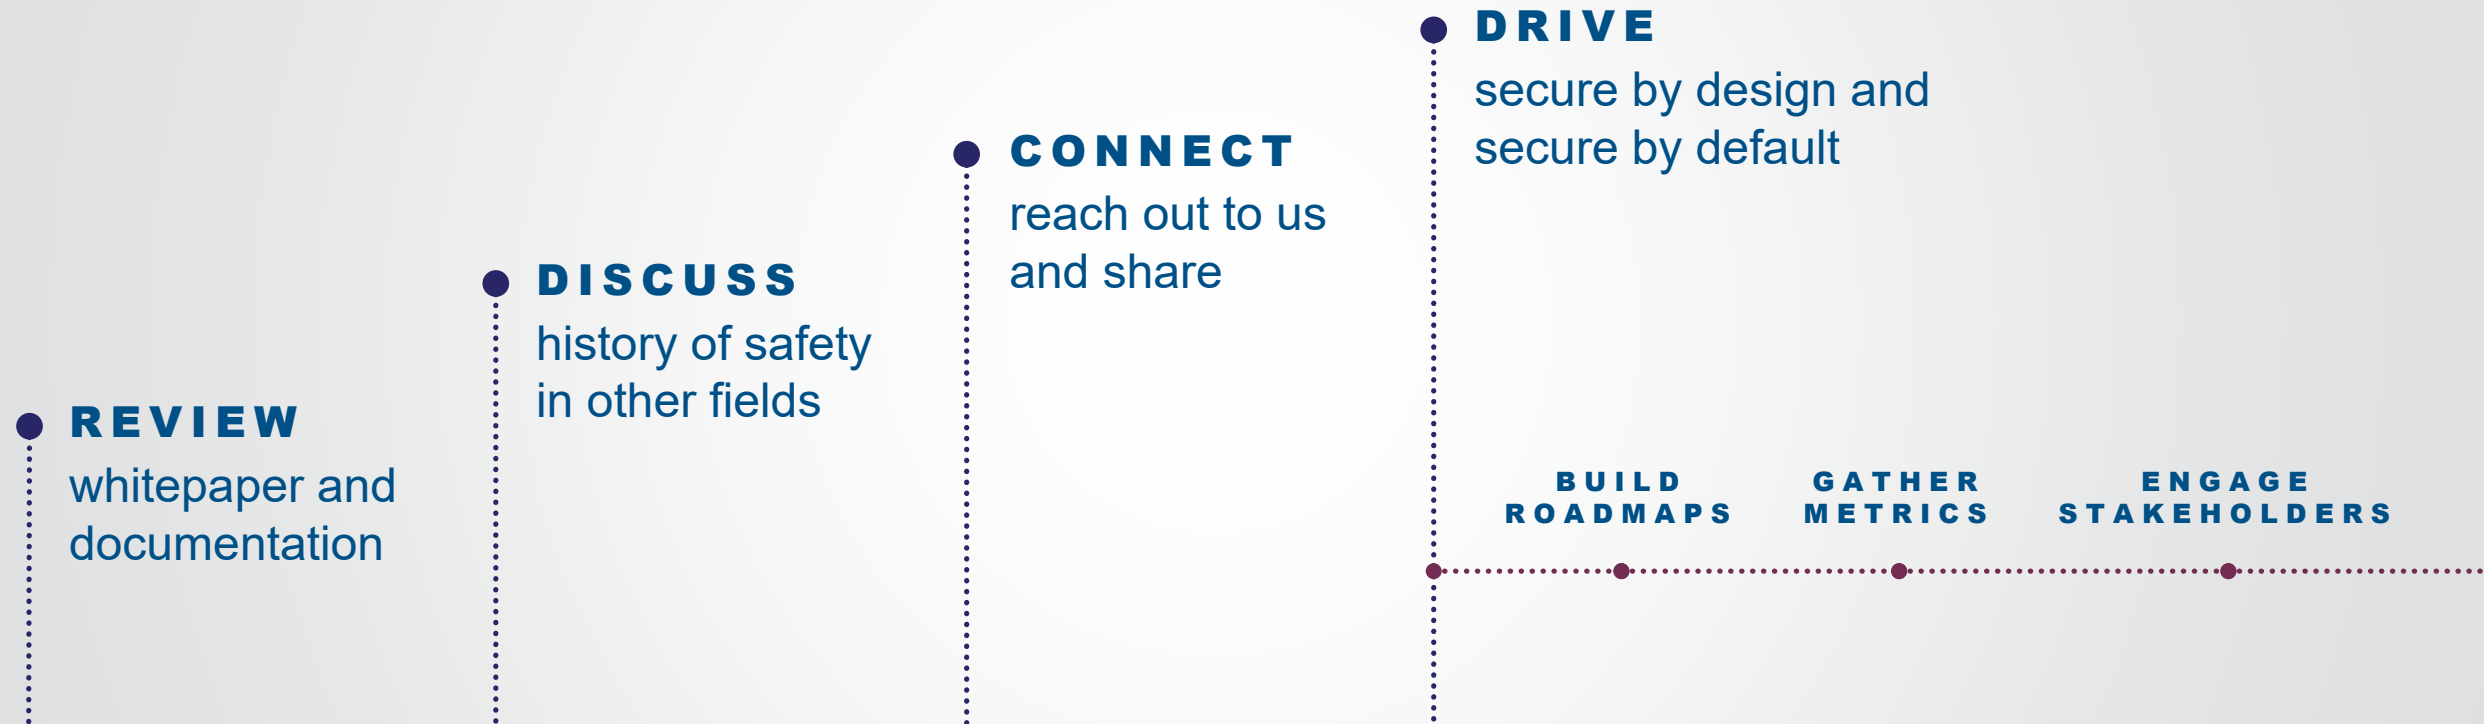 REVIEW
whitepaper and
documentation
DISCUSS
history of safety
in other fields
CONNECT
reach out to us
and share
DRIVE
secure by design and
secure by default
BUILD
ROADMAPS
GATHER
METRICS
ENGAGE
STAKEHOLDERS